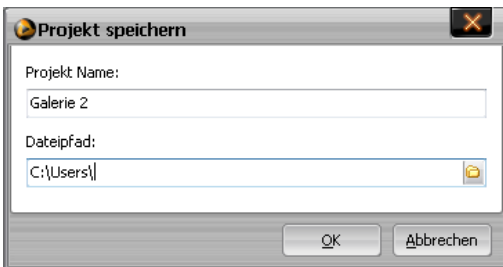 Projekt speichern
Projekt Name:
Galerie 2
Dateipfad:
C:\Users\
OK
Abbrechen